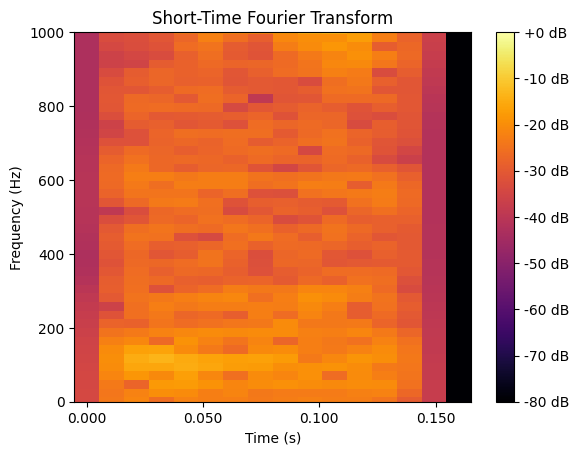 Short-Time Fourier Transform
Frequency (Hz)
1000
800
600
400
200
0
0.000
0.050
0.100
0.150
Time (s)
+0 dB
-10 dB
-20 dB
-30 dB
-40 dB
-50 dB
-60 dB
-70 dB
-80 dB